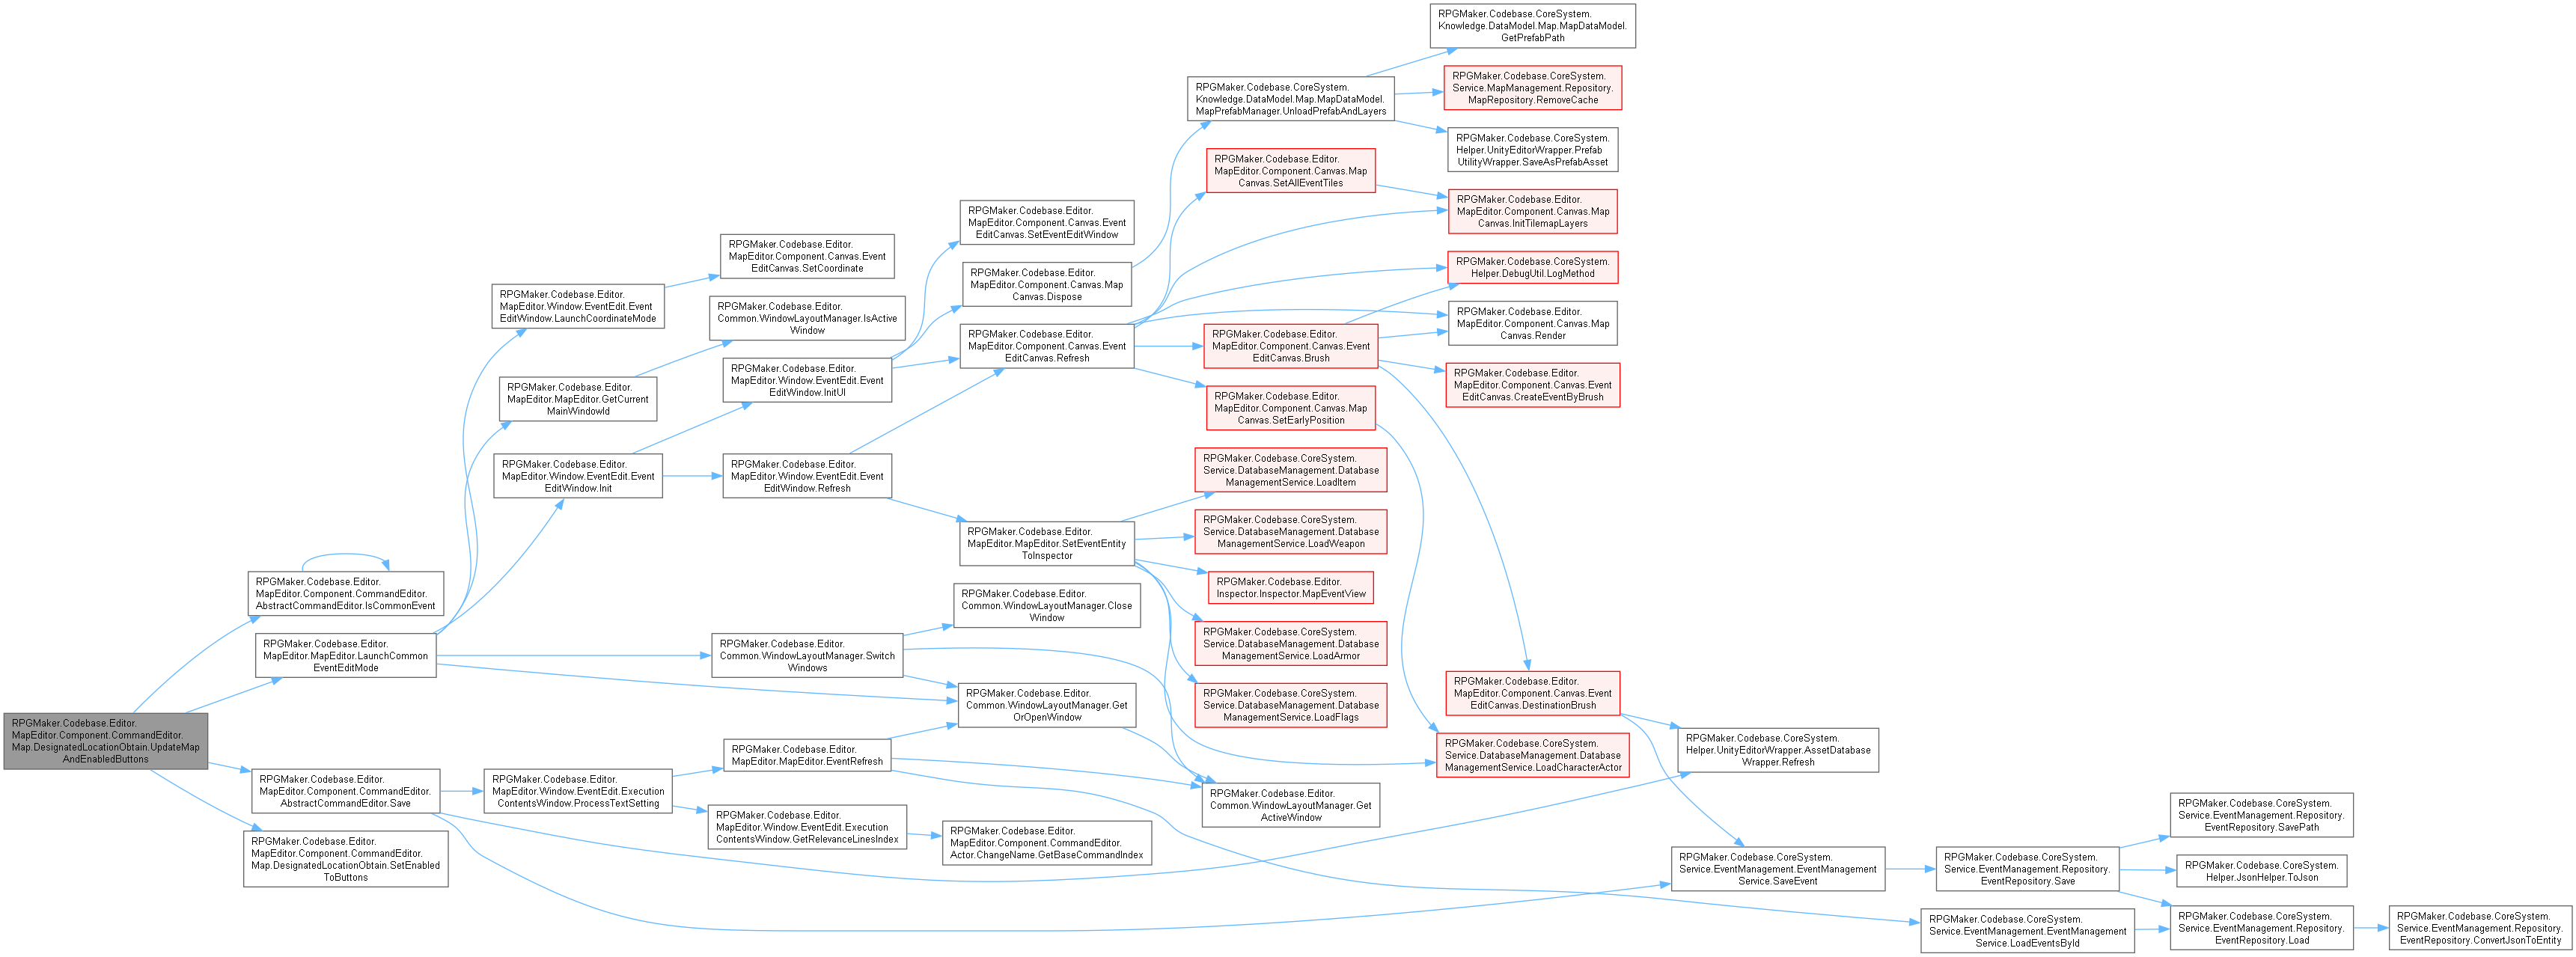 RPGMaker.Codebase.Editor.
MapEditor.Component.CommandEditor.
Map.DesignatedLocationObtain.UpdateMap
AndEnabledButtons
RPGMaker.Codebase.Editor.
MapEditor.Component.CommandEditor.
AbstractCommandEditor.IsCommonEvent
RPGMaker.Codebase.Editor.
MapEditor.MapEditor.LaunchCommon
EventEditMode
RPGMaker.Codebase.Editor.
MapEditor.Component.CommandEditor.
AbstractCommandEditor.Save
RPGMaker.Codebase.Editor.
MapEditor.Component.CommandEditor.
Map.DesignatedLocationObtain.SetEnabled
ToButtons
RPGMaker.Codebase.Editor.
MapEditor.Window.EventEdit.Event
EditWindow.LaunchCoordinateMode
RPGMaker.Codebase.Editor.
MapEditor.MapEditor.GetCurrent
MainWindowId
RPGMaker.Codebase.Editor.
MapEditor.Window.EventEdit.Event
EditWindow.Init
RPGMaker.Codebase.Editor.
MapEditor.Window.EventEdit.Execution
ContentsWindow.ProcessTextSetting
RPGMaker.Codebase.Editor.
MapEditor.Component.Canvas.Event
EditCanvas.SetCoordinate
RPGMaker.Codebase.Editor.
Common.WindowLayoutManager.IsActive
Window
RPGMaker.Codebase.Editor.
MapEditor.Window.EventEdit.Event
EditWindow.InitUI
RPGMaker.Codebase.Editor.
MapEditor.Window.EventEdit.Event
EditWindow.Refresh
RPGMaker.Codebase.Editor.
Common.WindowLayoutManager.Switch
Windows
RPGMaker.Codebase.Editor.
MapEditor.MapEditor.EventRefresh
RPGMaker.Codebase.Editor.
MapEditor.Window.EventEdit.Execution
ContentsWindow.GetRelevanceLinesIndex
RPGMaker.Codebase.Editor.
MapEditor.Component.Canvas.Event
EditCanvas.SetEventEditWindow
RPGMaker.Codebase.Editor.
MapEditor.Component.Canvas.Map
Canvas.Dispose
RPGMaker.Codebase.Editor.
MapEditor.Component.Canvas.Event
EditCanvas.Refresh
RPGMaker.Codebase.Editor.
MapEditor.MapEditor.SetEventEntity
ToInspector
RPGMaker.Codebase.Editor.
Common.WindowLayoutManager.Close
Window
RPGMaker.Codebase.Editor.
Common.WindowLayoutManager.Get
OrOpenWindow
RPGMaker.Codebase.Editor.
MapEditor.Component.CommandEditor.
Actor.ChangeName.GetBaseCommandIndex
RPGMaker.Codebase.CoreSystem.
Knowledge.DataModel.Map.MapDataModel.
MapPrefabManager.UnloadPrefabAndLayers
RPGMaker.Codebase.Editor.
MapEditor.Component.Canvas.Map
Canvas.SetAllEventTiles
RPGMaker.Codebase.Editor.
MapEditor.Component.Canvas.Event
EditCanvas.Brush
RPGMaker.Codebase.Editor.
MapEditor.Component.Canvas.Map
Canvas.SetEarlyPosition
RPGMaker.Codebase.CoreSystem.
Service.DatabaseManagement.Database
ManagementService.LoadItem
RPGMaker.Codebase.CoreSystem.
Service.DatabaseManagement.Database
ManagementService.LoadWeapon
RPGMaker.Codebase.Editor.
Inspector.Inspector.MapEventView
RPGMaker.Codebase.CoreSystem.
Service.DatabaseManagement.Database
ManagementService.LoadArmor
RPGMaker.Codebase.CoreSystem.
Service.DatabaseManagement.Database
ManagementService.LoadFlags
RPGMaker.Codebase.Editor.
Common.WindowLayoutManager.Get
ActiveWindow
RPGMaker.Codebase.CoreSystem.
Knowledge.DataModel.Map.MapDataModel.
GetPrefabPath
RPGMaker.Codebase.CoreSystem.
Service.MapManagement.Repository.
MapRepository.RemoveCache
RPGMaker.Codebase.CoreSystem.
Helper.UnityEditorWrapper.Prefab
UtilityWrapper.SaveAsPrefabAsset
RPGMaker.Codebase.Editor.
MapEditor.Component.Canvas.Map
Canvas.InitTilemapLayers
RPGMaker.Codebase.CoreSystem.
Helper.DebugUtil.LogMethod
RPGMaker.Codebase.Editor.
MapEditor.Component.Canvas.Map
Canvas.Render
RPGMaker.Codebase.Editor.
MapEditor.Component.Canvas.Event
EditCanvas.CreateEventByBrush
RPGMaker.Codebase.Editor.
MapEditor.Component.Canvas.Event
EditCanvas.DestinationBrush
RPGMaker.Codebase.CoreSystem.
Service.DatabaseManagement.Database
ManagementService.LoadCharacterActor
RPGMaker.Codebase.CoreSystem.
Helper.UnityEditorWrapper.AssetDatabase
Wrapper.Refresh
RPGMaker.Codebase.CoreSystem.
Service.EventManagement.EventManagement
Service.SaveEvent
RPGMaker.Codebase.CoreSystem.
Service.EventManagement.Repository.
EventRepository.Save
RPGMaker.Codebase.CoreSystem.
Service.EventManagement.EventManagement
Service.LoadEventsById
RPGMaker.Codebase.CoreSystem.
Service.EventManagement.Repository.
EventRepository.SavePath
RPGMaker.Codebase.CoreSystem.
Helper.JsonHelper.ToJson
RPGMaker.Codebase.CoreSystem.
Service.EventManagement.Repository.
EventRepository.Load
RPGMaker.Codebase.CoreSystem.
Service.EventManagement.Repository.
EventRepository.ConvertJsonToEntity